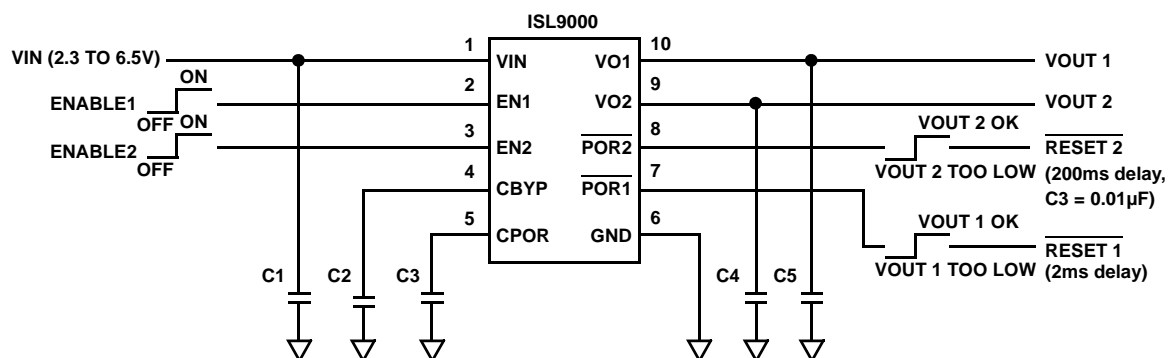 ISL9000
VIN (2.3 TO 6.5V)
1
VIN
VO1
10
VOUT 1
ENABLE1
OFF
ON
2
EN1
VO2
9
VOUT 2
ENABLE2
OFF
ON
3
EN2
POR2
8
VOUT 2 OK
VOUT 2 TOO LOW
RESET 2
(200ms delay,
C3 = 0.01µF)
4
CBYP
POR1
7
5
CPOR
GND
6
VOUT 1 OK
VOUT 1 TOO LOW
RESET 1
(2ms delay)
C1
C2
C3
C4
C5